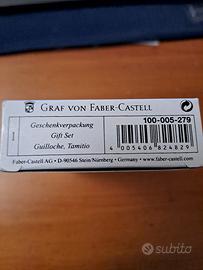 GRAF VON FABER-CASTELL
Geschenkverpackung
Gift Set
Guilloche, Tamitio
100-005-279
4 005406 824829
Faber-Castell AG • D-90546 Stein/Nürnberg • Germany • www.faber-castell.com
subito